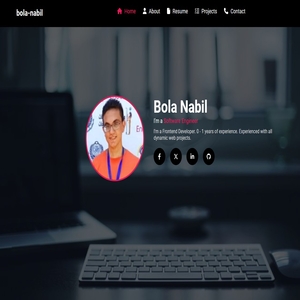 bola-nabil
Home About Resume Projects Contact
Bola Nabil
I'm a Software Engineer
I'm a Frontend Developer. 0 - 1 years of experience. Experienced with all
dynamic web projects.